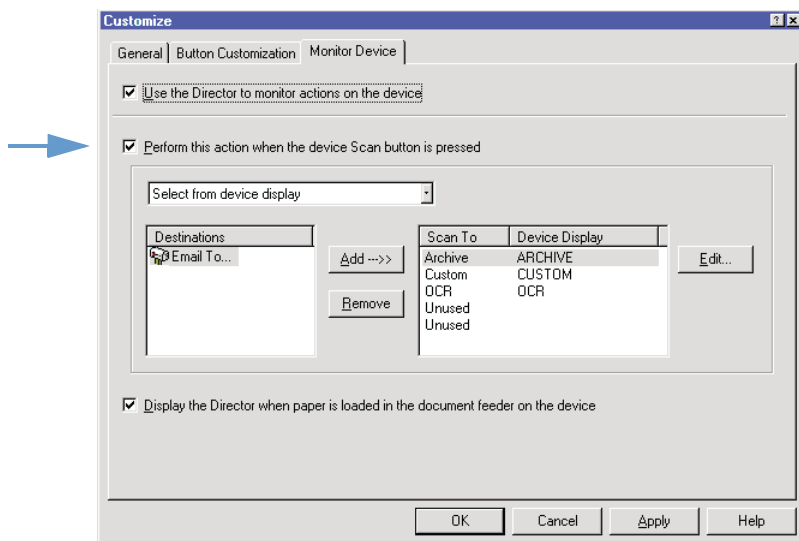 Customize
General Button Customization Monitor Device
Use the Director to monitor actions on the device
Perform this action when the device Scan button is pressed
Select from device display
Destinations
Email To...
Add --->>
Remove
Scan To Device Display
Archive ARCHIVE
Custom CUSTOM
OCR OCR
Unused
Unused
Edit...
Display the Director when paper is loaded in the document feeder on the device
OK Cancel Apply Help